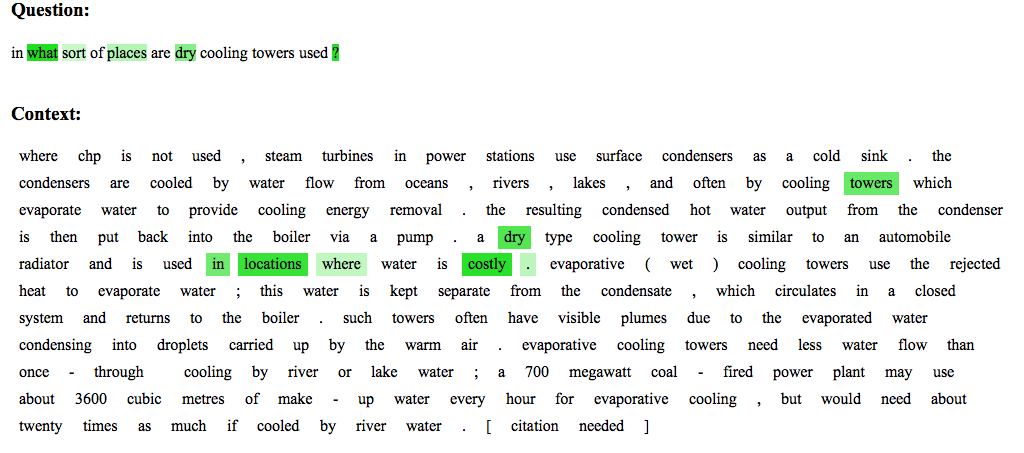 Question:
in what sort of places are dry cooling towers used ?
Context:
where chp is not used , steam turbines in power stations use surface condensers as a cold sink . the
condensers are cooled by water flow from oceans , rivers , lakes , and often by cooling towers which
evaporate water to provide cooling energy removal . the resulting condensed hot water output from the condenser
is then put back into the boiler via a pump . a dry type cooling tower is similar to an automobile
radiator and is used in locations where water is costly . evaporative ( wet ) cooling towers use the rejected
heat to evaporate water ; this water is kept separate from the condensate , which circulates in a closed
system and returns to the boiler . such towers often have visible plumes due to the evaporated water
condensing into droplets carried up by the warm air . evaporative cooling towers need less water flow than
once - through cooling by river or lake water ; a 700 megawatt coal - fired power plant may use
about 3600 cubic metres of make - up water every hour for evaporative cooling , but would need about
twenty times as much if cooled by river water . [ citation needed ]